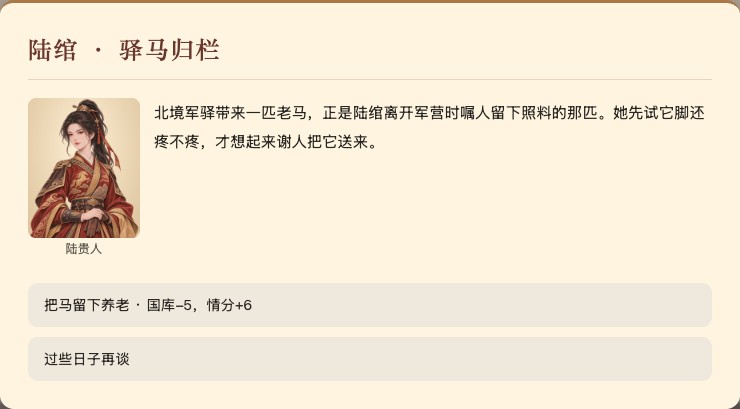 陆绾 · 驿马归栏
北境军驿带来一匹老马，正是陆绾离开军营时嘱人留下照料的那匹。她先试它脚还
疼不疼，才想起来谢人把它送来。
陆贵人
把马留下养老 · 国库-5，情分+6
过些日子再谈